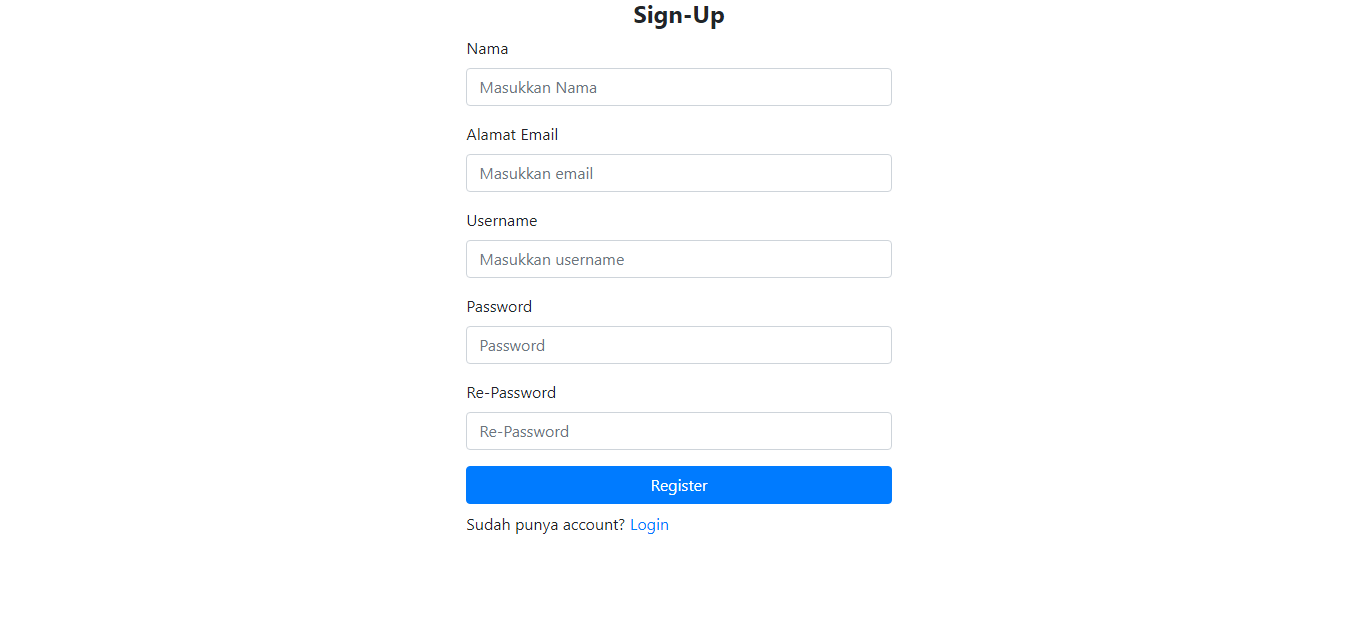 Sign-Up
Nama
Masukkan Nama
Alamat Email
Masukkan email
Username
Masukkan username
Password
Password
Re-Password
Re-Password
Register
Sudah punya account? Login